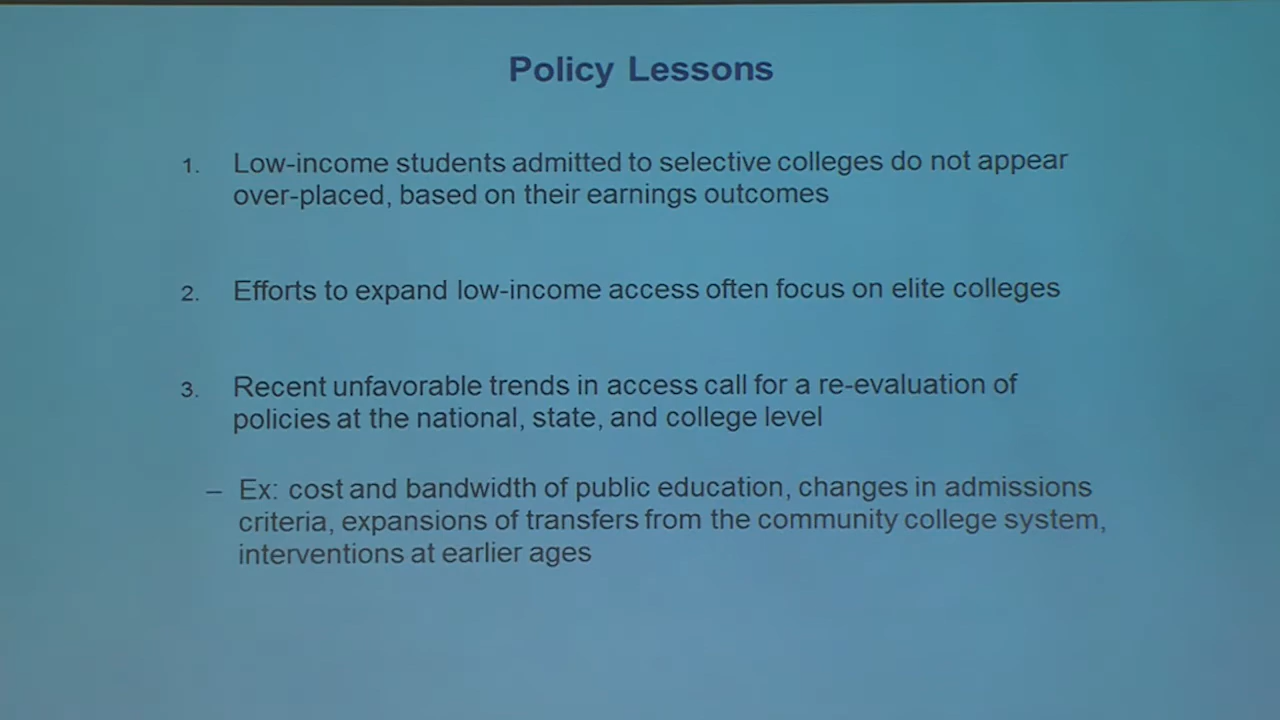 Policy Lessons
1. Low-income students admitted to selective colleges do not appear
over-placed, based on their earnings outcomes
2. Efforts to expand low-income access often focus on elite colleges
3. Recent unfavorable trends in access call for a re-evaluation of
policies at the national, state, and college level
– Ex: cost and bandwidth of public education, changes in admissions
criteria, expansions of transfers from the community college system,
interventions at earlier ages